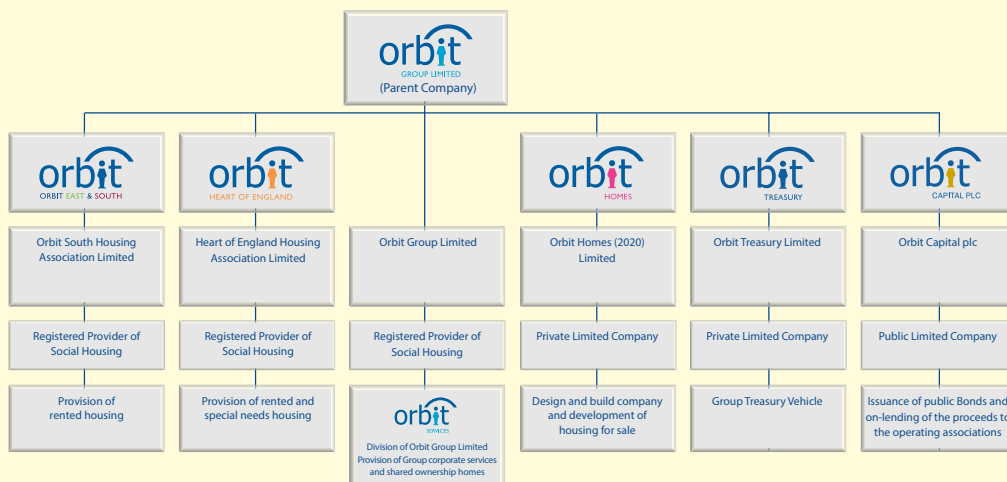 orbit
GROUP LIMITED
(Parent Company)
orbit
ORBIT EAST & SOUTH
orbit
HEART OF ENGLAND
orbit
HOMES
orbit
TREASURY
orbit
CAPITAL PLC
Orbit South Housing
Association Limited
Heart of England Housing
Association Limited
Orbit Group Limited
Orbit Homes (2020)
Limited
Orbit Treasury Limited
Orbit Capital plc
Registered Provider of
Social Housing
Registered Provider of
Social Housing
Registered Provider of
Social Housing
Private Limited Company
Private Limited Company
Public Limited Company
Provision of
rented housing
Provision of rented and
special needs housing
orbit
SERVICES
Division of Orbit Group Limited
Provision of Group corporate services
and shared ownership homes
Design and build company
and development of
housing for sale
Group Treasury Vehicle
Issuance of public Bonds and
on-lending of the proceeds to
the operating associations